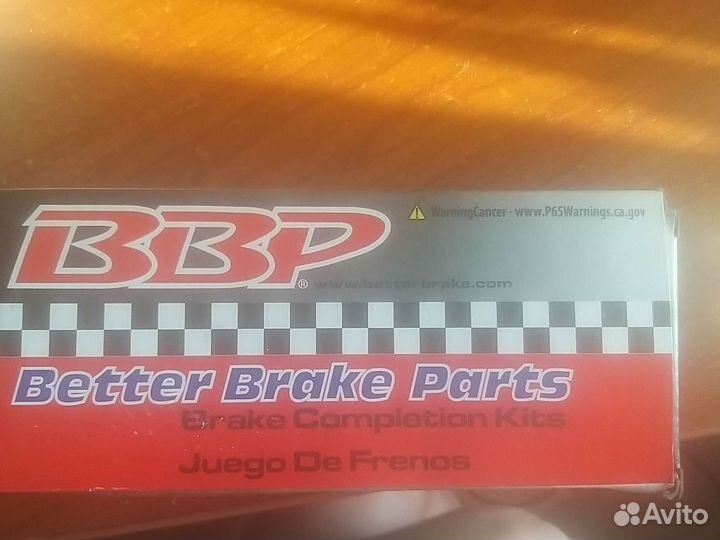 BBP®
WarningCancer - www.P65Warnings.ca.gov
www.betterbrake.com
Better Brake Parts
Brake Completion Kits
Juego De Frenos
Avito